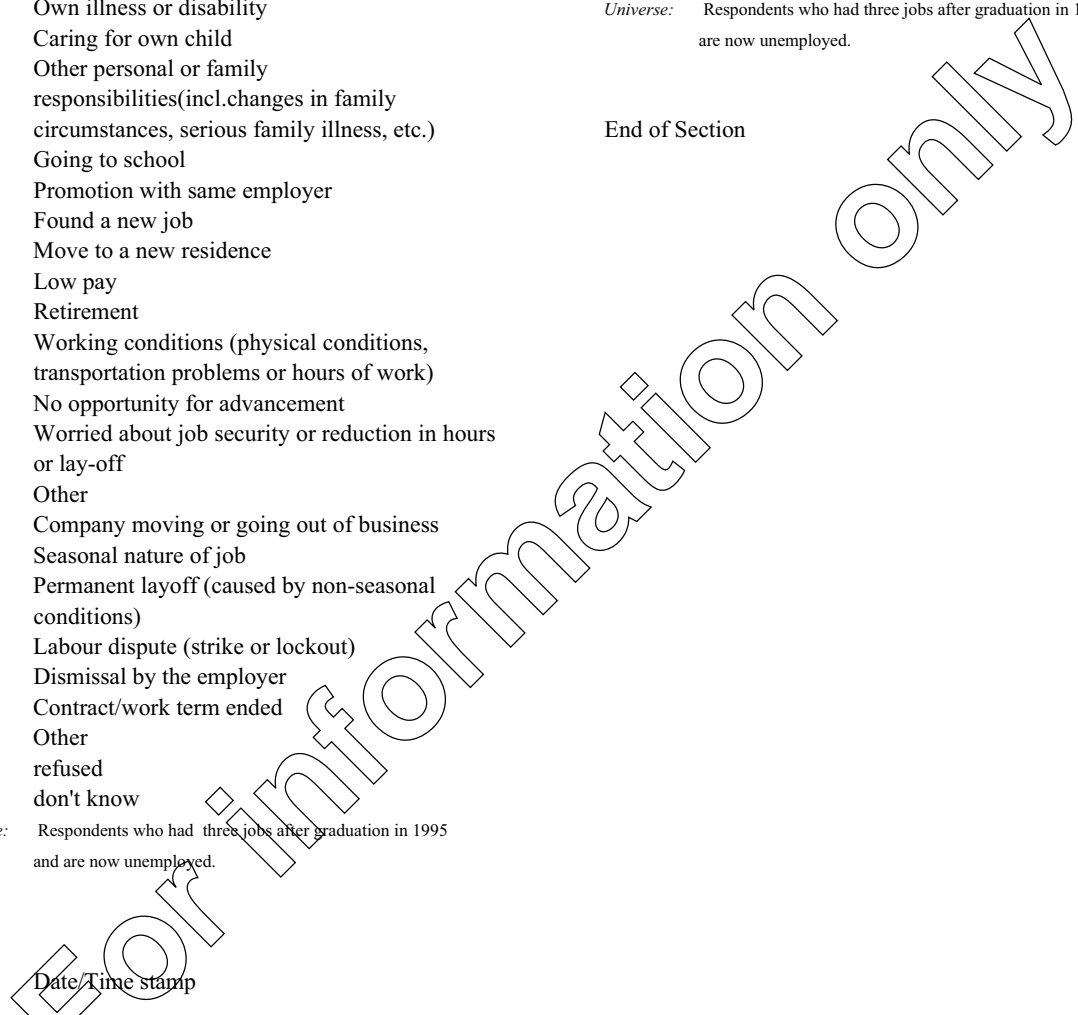 Own illness or disability
Caring for own child
Other personal or family
responsibilities(incl.changes in family
circumstances, serious family illness, etc.)
Going to school
Promotion with same employer
Found a new job
Move to a new residence
Low pay
Retirement
Working conditions (physical conditions,
transportation problems or hours of work)
No opportunity for advancement
Worried about job security or reduction in hours
or lay-off
Other
Company moving or going out of business
Seasonal nature of job
Permanent layoff (caused by non-seasonal
conditions)
Labour dispute (strike or lockout)
Dismissal by the employer
Contract/work term ended
Other
refused
don't know
Respondents who had three jobs after graduation in 1995
and are now unemployed.
Date/Time stamp
Universe: Respondents who had three jobs after graduation in
are now unemployed.
End of Section
For information only